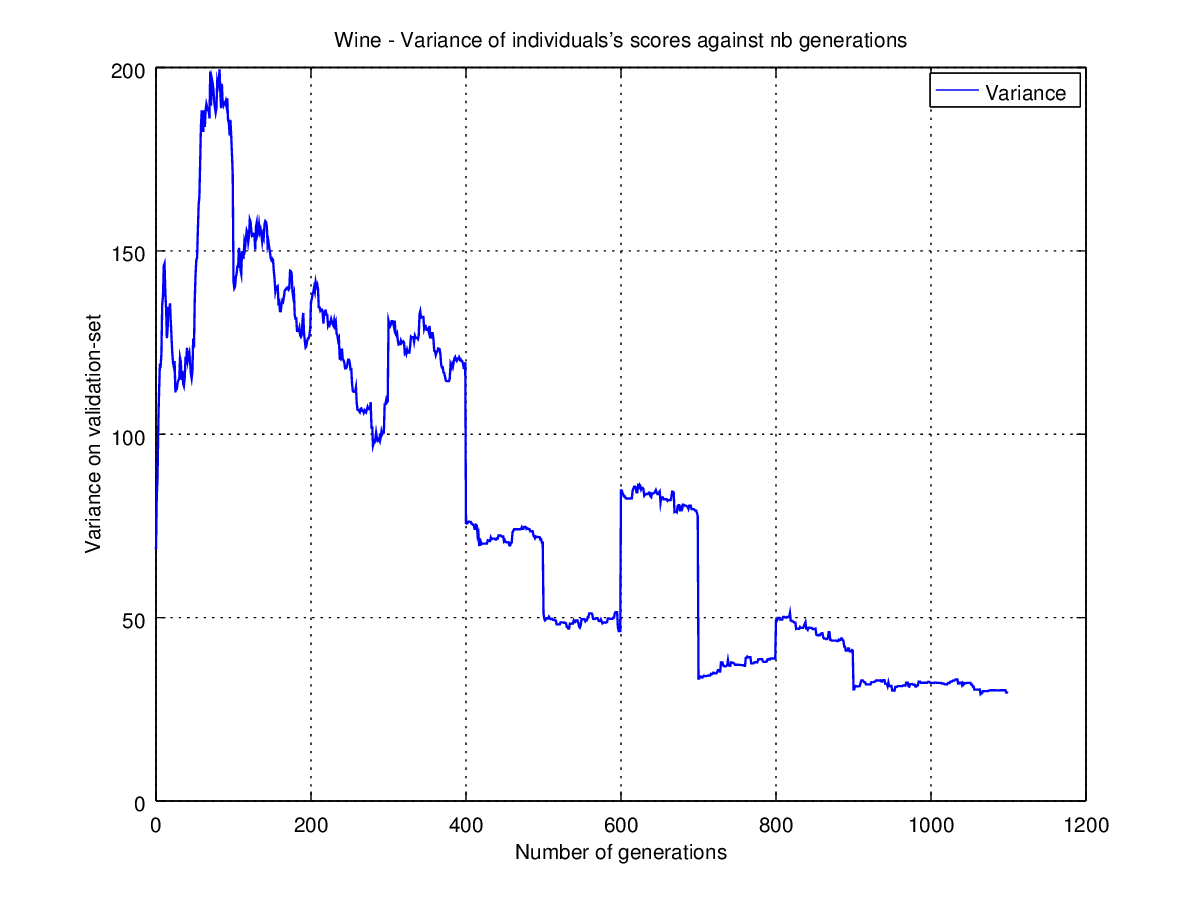 Wine - Variance of individuals's scores against nb generations
Variance
Variance on validation-set
200
150
100
50
0
0 200 400 600 800 1000 1200
Number of generations